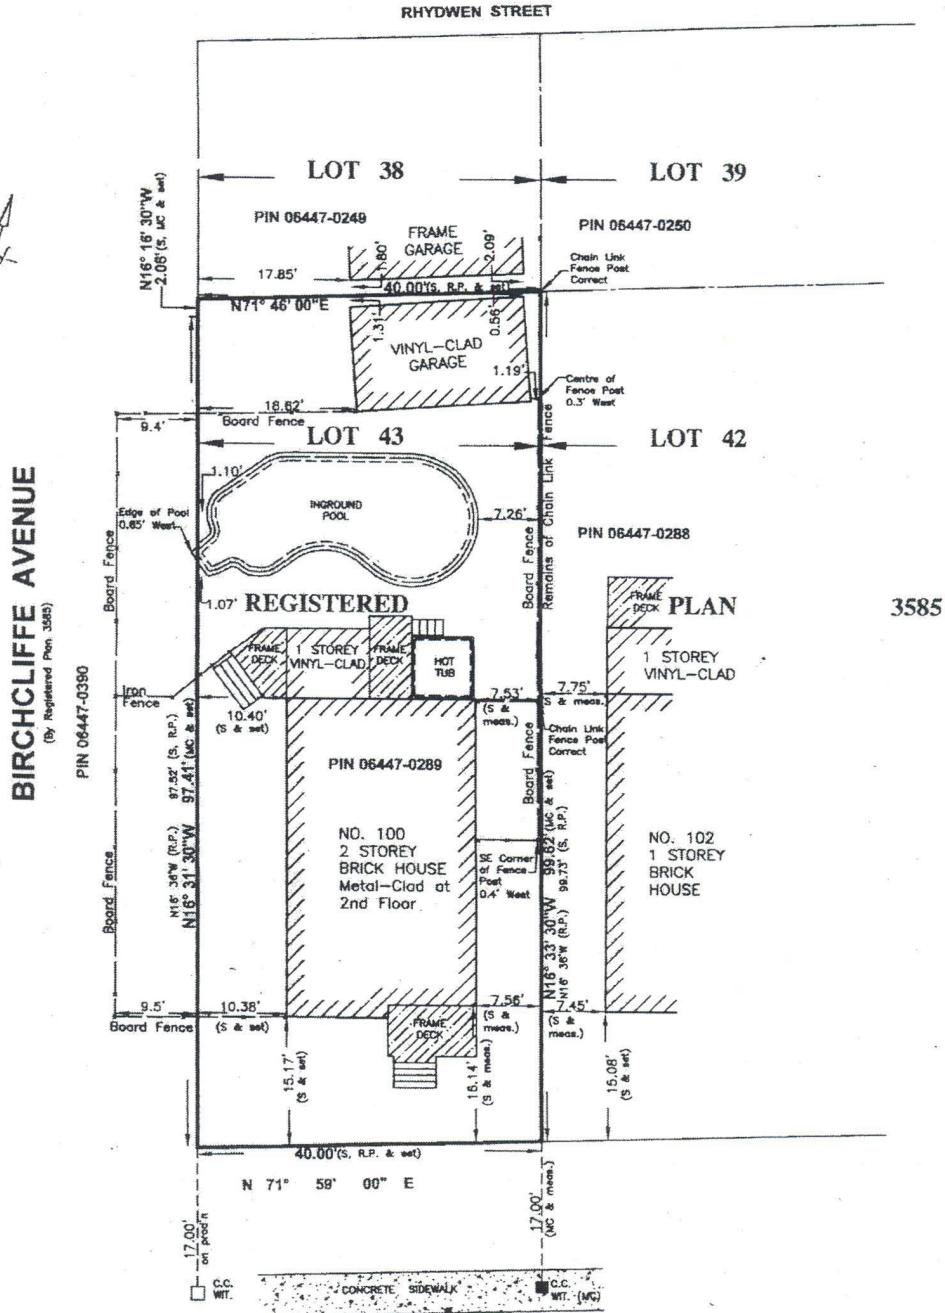 RHYDWEN STREET
LOT 38
LOT 39
PIN 06447-0249
PIN 06447-0250
FRAME
GARAGE
N16° 16' 30"W
2.06' (S, MC & set)
17.85'
1.80'
2.09'
Chain Link
Fence Post
Correct
40.00'(S, R.P. & set)
N71° 46' 00"E
1.31'
0.56'
VINYL-CLAD
GARAGE
1.19'
Centre of
Fence Post
0.3' West
18.62'
9.4'
Board Fence
LOT 43
LOT 42
1.10'
INGROUND
POOL
Edge of Pool
0.65' West
7.26'
Board Fence
Remains of Chain Link Fence
PIN 06447-0288
BIRCHCLIFFE AVENUE
(By Registered Plan 3585)
PIN 06447-0390
Board Fence
1.07'
REGISTERED
PLAN
3585
FRAME
DECK
FRAME
DECK
1 STOREY
VINYL-CLAD
FRAME
DECK
HOT
TUB
1 STOREY
VINYL-CLAD
Iron
Fence
10.40'
(S & set)
7.53'
(S &
meas.)
7.75'
(S & meas.)
Chain Link
Fence Post
Correct
97.52' (S, R.P.)
97.41' (MC & set)
N16° 36'W (R.P.)
N16° 31' 30"W
PIN 06447-0289
NO. 100
2 STOREY
BRICK HOUSE
Metal-Clad at
2nd Floor
Board Fence
Board Fence
SE Corner
of Fence
Post
0.4' West
99.62' (MC & set)
99.73' (S, R.P.)
N16° 33' 30"W
N16° 36'W (R.P.)
NO. 102
1 STOREY
BRICK
HOUSE
9.5'
Board Fence
10.38'
(S & set)
FRAME
DECK
7.56'
(S &
meas.)
7.45'
(S &
meas.)
15.17'
(S & set)
15.14'
(S & meas.)
15.08'
(S & set)
40.00'(S, R.P. & set)
N 71° 59' 00" E
17.00'
on prod'n
17.00'
(MC & meas.)
C.C.
WIT.
CONCRETE SIDEWALK
C.C.
WIT. (MC)